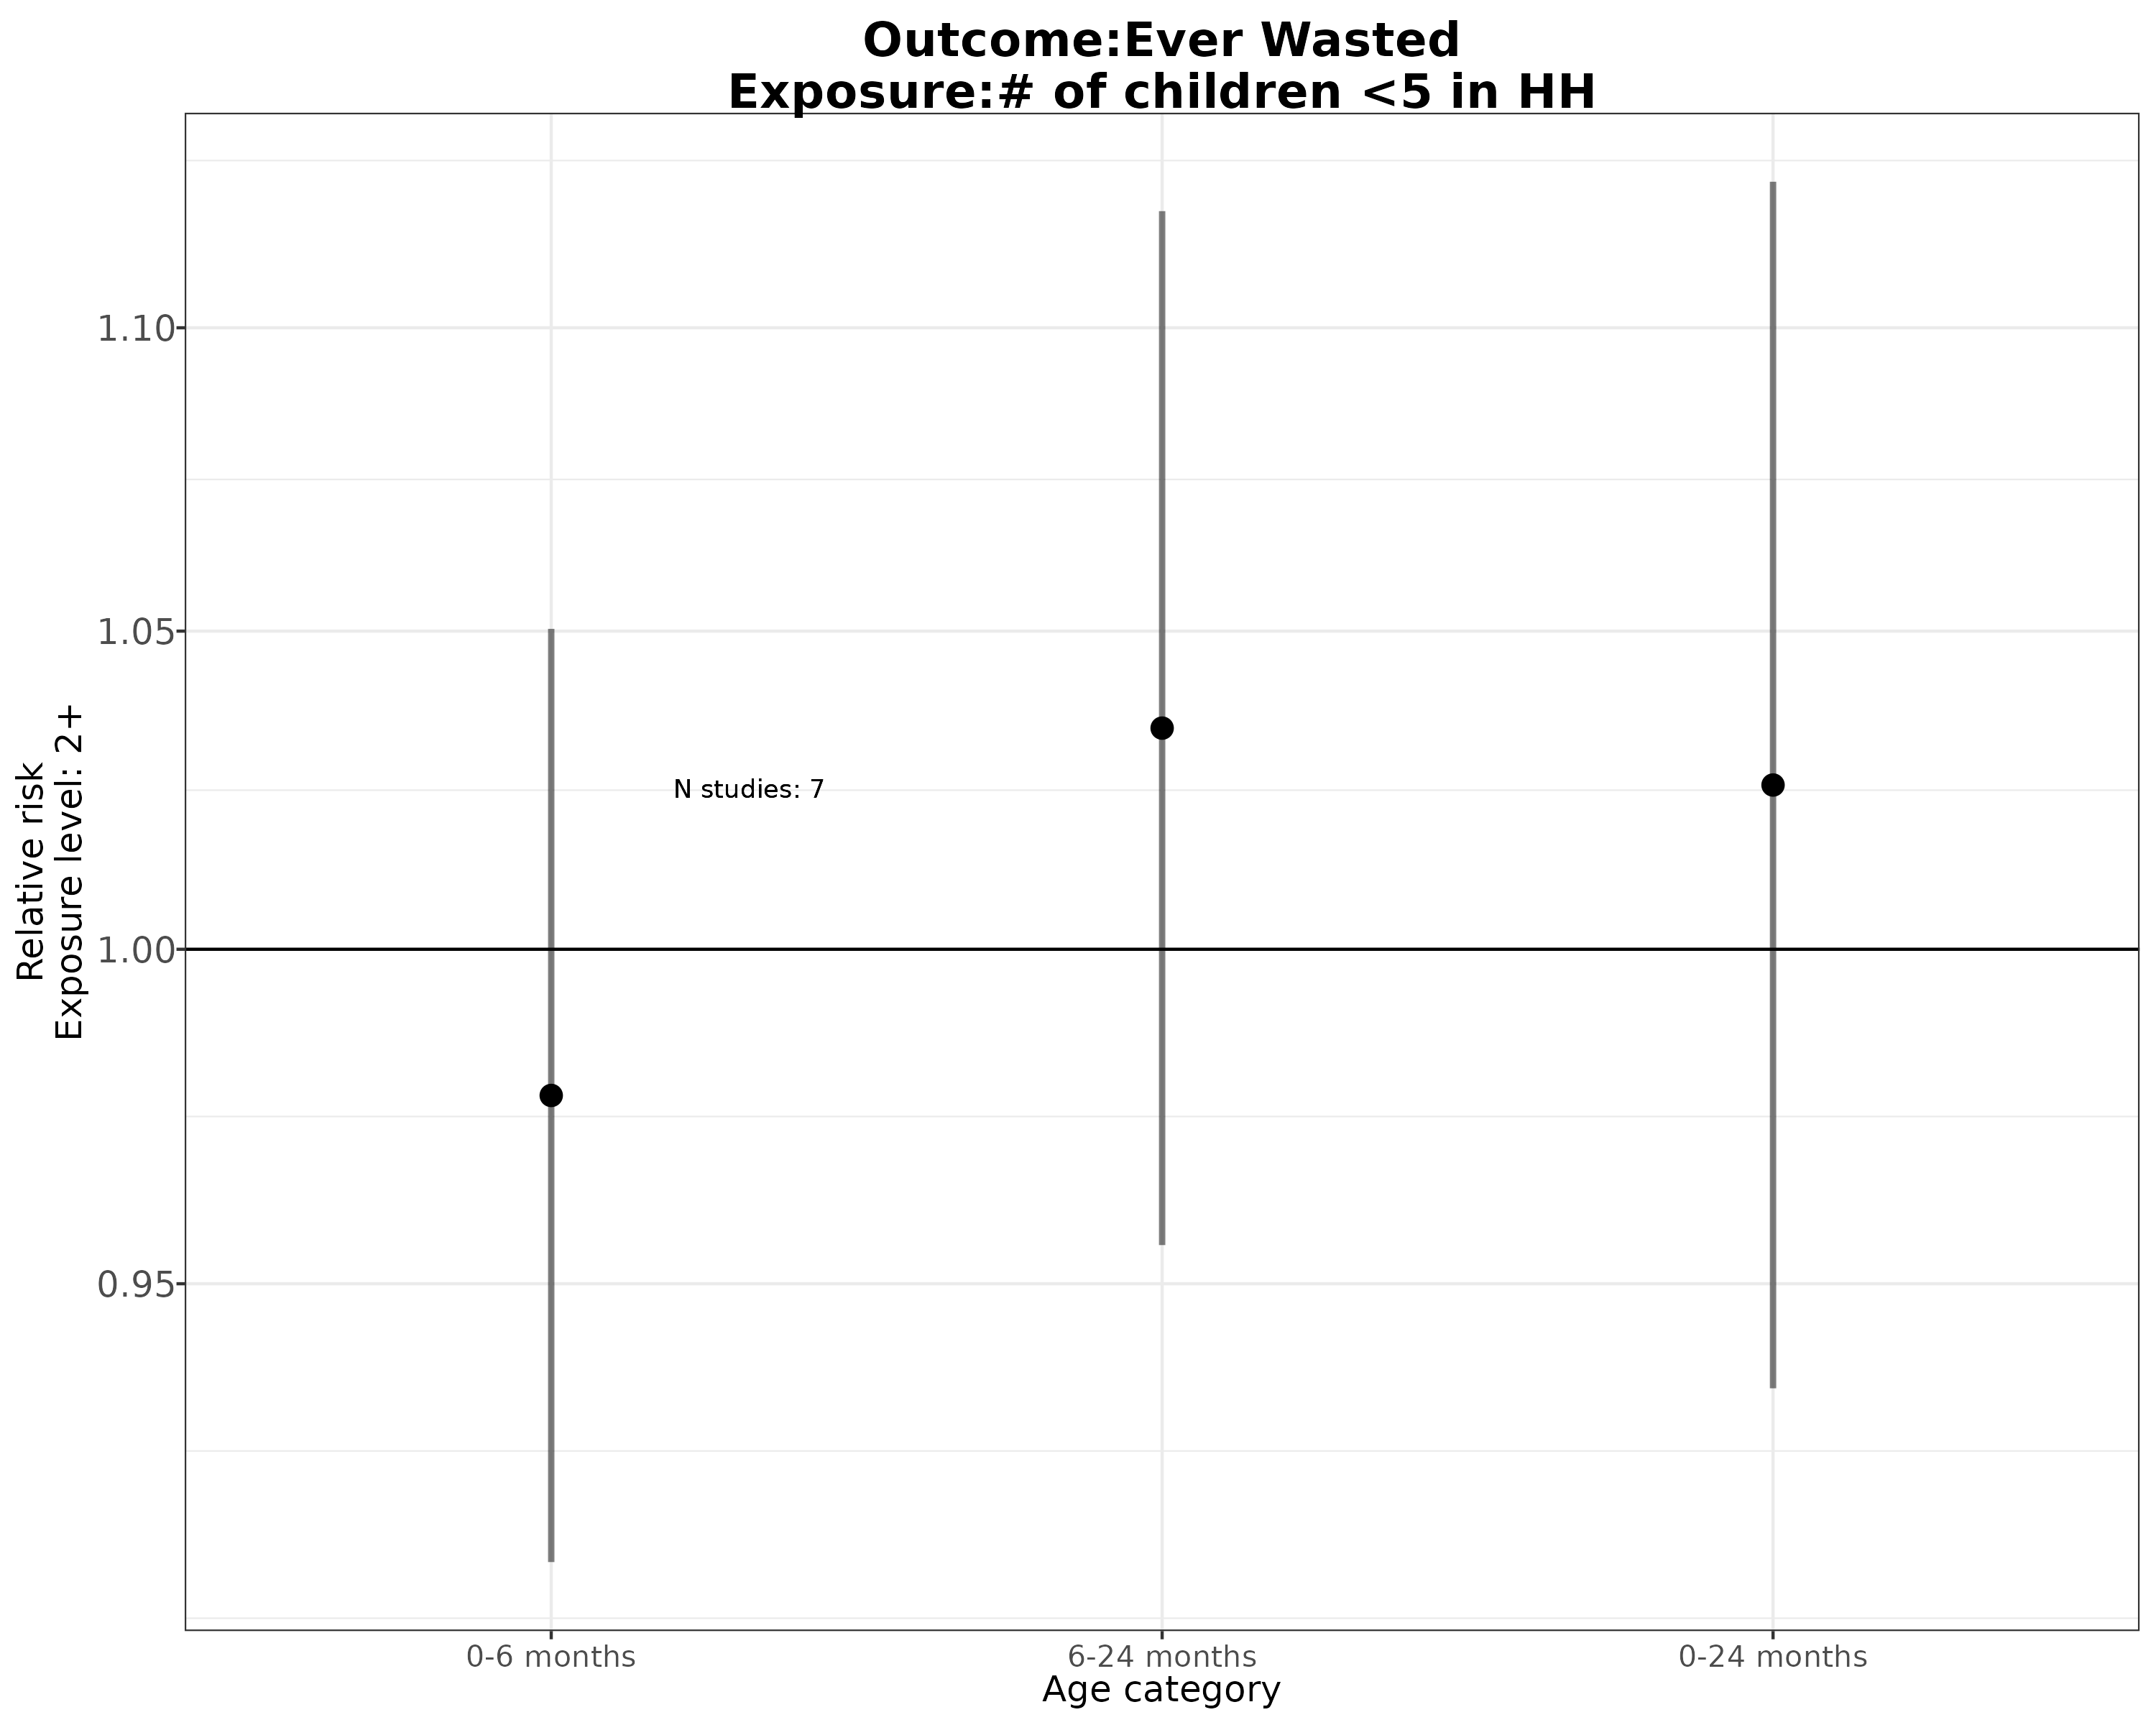 Outcome:Ever Wasted
Exposure:# of children <5 in HH
Relative risk
Exposure level: 2+
1.10
1.05
1.00
0.95
N studies: 7
0-6 months
6-24 months
0-24 months
Age category